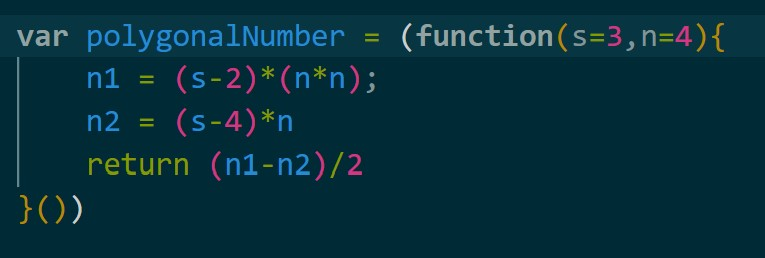 var polygonalNumber = (function(s=3,n=4){
    n1 = (s-2)*(n*n);
    n2 = (s-4)*n
    return (n1-n2)/2
}())